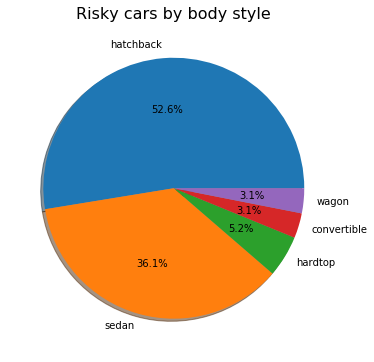 Risky cars by body style
hatchback
52.6%
3.1%
wagon
3.1%
convertible
5.2%
hardtop
36.1%
sedan